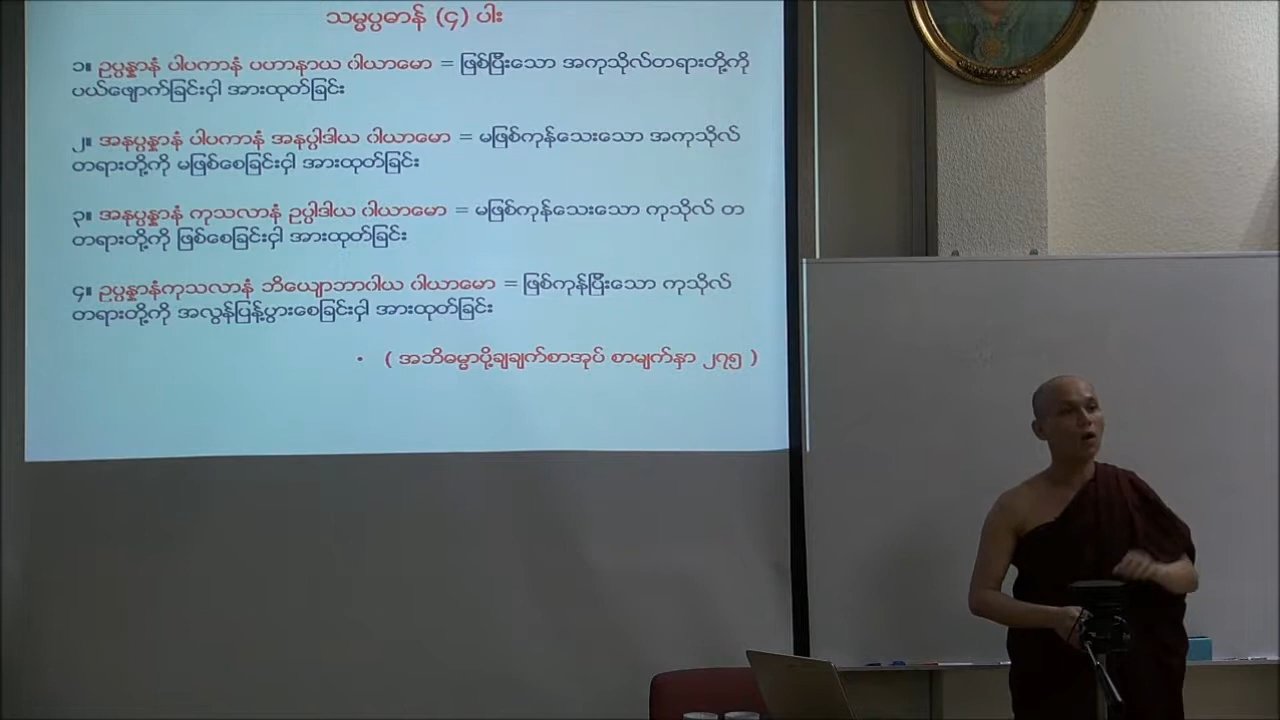 သမ္မပ္ပဓာန် (၄) ပါး
၁။ ဥပ္ပန္နာနံ ပါပကာနံ ပဟာနာယ ဝါယာမော = ဖြစ်ပြီးသော အကုသိုလ်တရားတို့ကို
ပယ်ဖျောက်ခြင်းငှါ အားထုတ်ခြင်း
၂။ အနုပ္ပန္နာနံ ပါပကာနံ အနုပ္ပါဒါယ ဝါယာမော = မဖြစ်ကုန်သေးသော အကုသိုလ်
တရားတို့ကို မဖြစ်စေခြင်းငှါ အားထုတ်ခြင်း
၃။ အနုပ္ပန္နာနံ ကုသလာနံ ဥပ္ပါဒါယ ဝါယာမော = မဖြစ်ကုန်သေးသော ကုသိုလ် တ
တရားတို့ကို ဖြစ်စေခြင်းငှါ အားထုတ်ခြင်း
၄။ ဥပ္ပန္နာနံကုသလာနံ ဘိယျောဘာဝါယ ဝါယာမော = ဖြစ်ကုန်ပြီးသော ကုသိုလ်
တရားတို့ကို အလွန်ပြန့်ပွားစေခြင်းငှါ အားထုတ်ခြင်း
• ( အဘိဓမ္မာပို့ချချက်စာအုပ် စာမျက်နှာ ၂၇၅ )